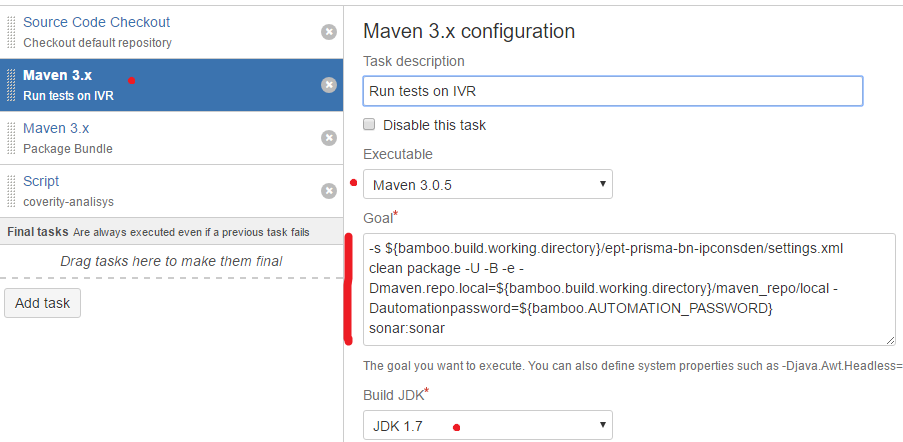 Source Code Checkout
Checkout default repository
Maven 3.x
Run tests on IVR
Maven 3.x
Package Bundle
Script
coverity-analisys
Final tasks Are always executed even if a previous task fails
Drag tasks here to make them final
Add task
Maven 3.x configuration
Task description
Run tests on IVR
Disable this task
Executable
Maven 3.0.5
Goal*
-s ${bamboo.build.working.directory}/ept-prisma-bn-ipconsden/settings.xml
clean package -U -B -e -
Dmaven.repo.local=${bamboo.build.working.directory}/maven_repo/local -
Dautomationpassword=${bamboo.AUTOMATION_PASSWORD}
sonar:sonar
The goal you want to execute. You can also define system properties such as -Djava.Awt.Headless=
Build JDK*
JDK 1.7